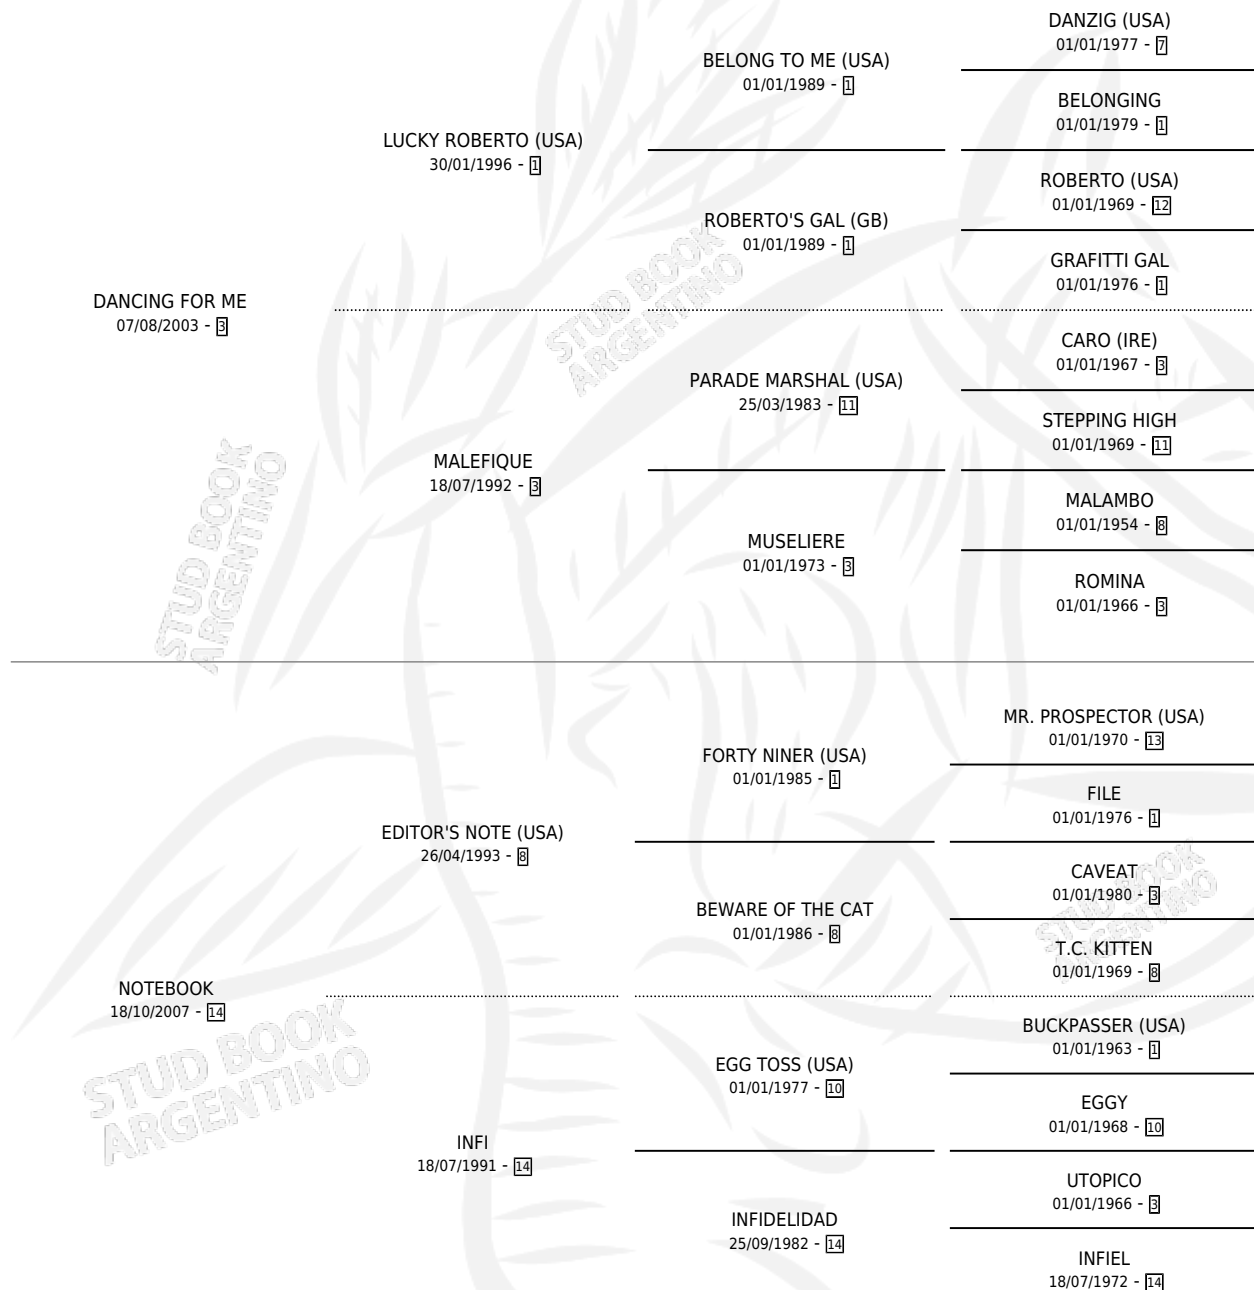 DANZIG (USA)
01/01/1977 - 7
BELONG TO ME (USA)
01/01/1989 - 1
BELONGING
01/01/1979 - 1
LUCKY ROBERTO (USA)
30/01/1996 - 1
ROBERTO (USA)
01/01/1969 - 12
ROBERTO'S GAL (GB)
01/01/1989 - 1
GRAFITTI GAL
01/01/1976 - 1
DANCING FOR ME
07/08/2003 - 3
CARO (IRE)
01/01/1967 - 3
PARADE MARSHAL (USA)
25/03/1983 - 11
STEPPING HIGH
01/01/1969 - 11
MALEFIQUE
18/07/1992 - 3
MALAMBO
01/01/1954 - 8
MUSELIERE
01/01/1973 - 3
ROMINA
01/01/1966 - 3
MR. PROSPECTOR (USA)
01/01/1970 - 13
FORTY NINER (USA)
01/01/1985 - 1
FILE
01/01/1976 - 1
EDITOR'S NOTE (USA)
26/04/1993 - 8
CAVEAT
01/01/1980 - 3
BEWARE OF THE CAT
01/01/1986 - 8
T.C. KITTEN
01/01/1969 - 8
NOTEBOOK
18/10/2007 - 14
BUCKPASSER (USA)
01/01/1963 - 1
EGG TOSS (USA)
01/01/1977 - 10
EGGY
01/01/1968 - 10
INFI
18/07/1991 - 14
UTOPICO
01/01/1966 - 3
INFIDELIDAD
25/09/1982 - 14
INFIEL
18/07/1972 - 14
STUD BOOK
ARGENTINO
STUD BOOK
ARGENTINO
STUD BOOK
ARGENTINO
STUD BOOK
ARGENTINO